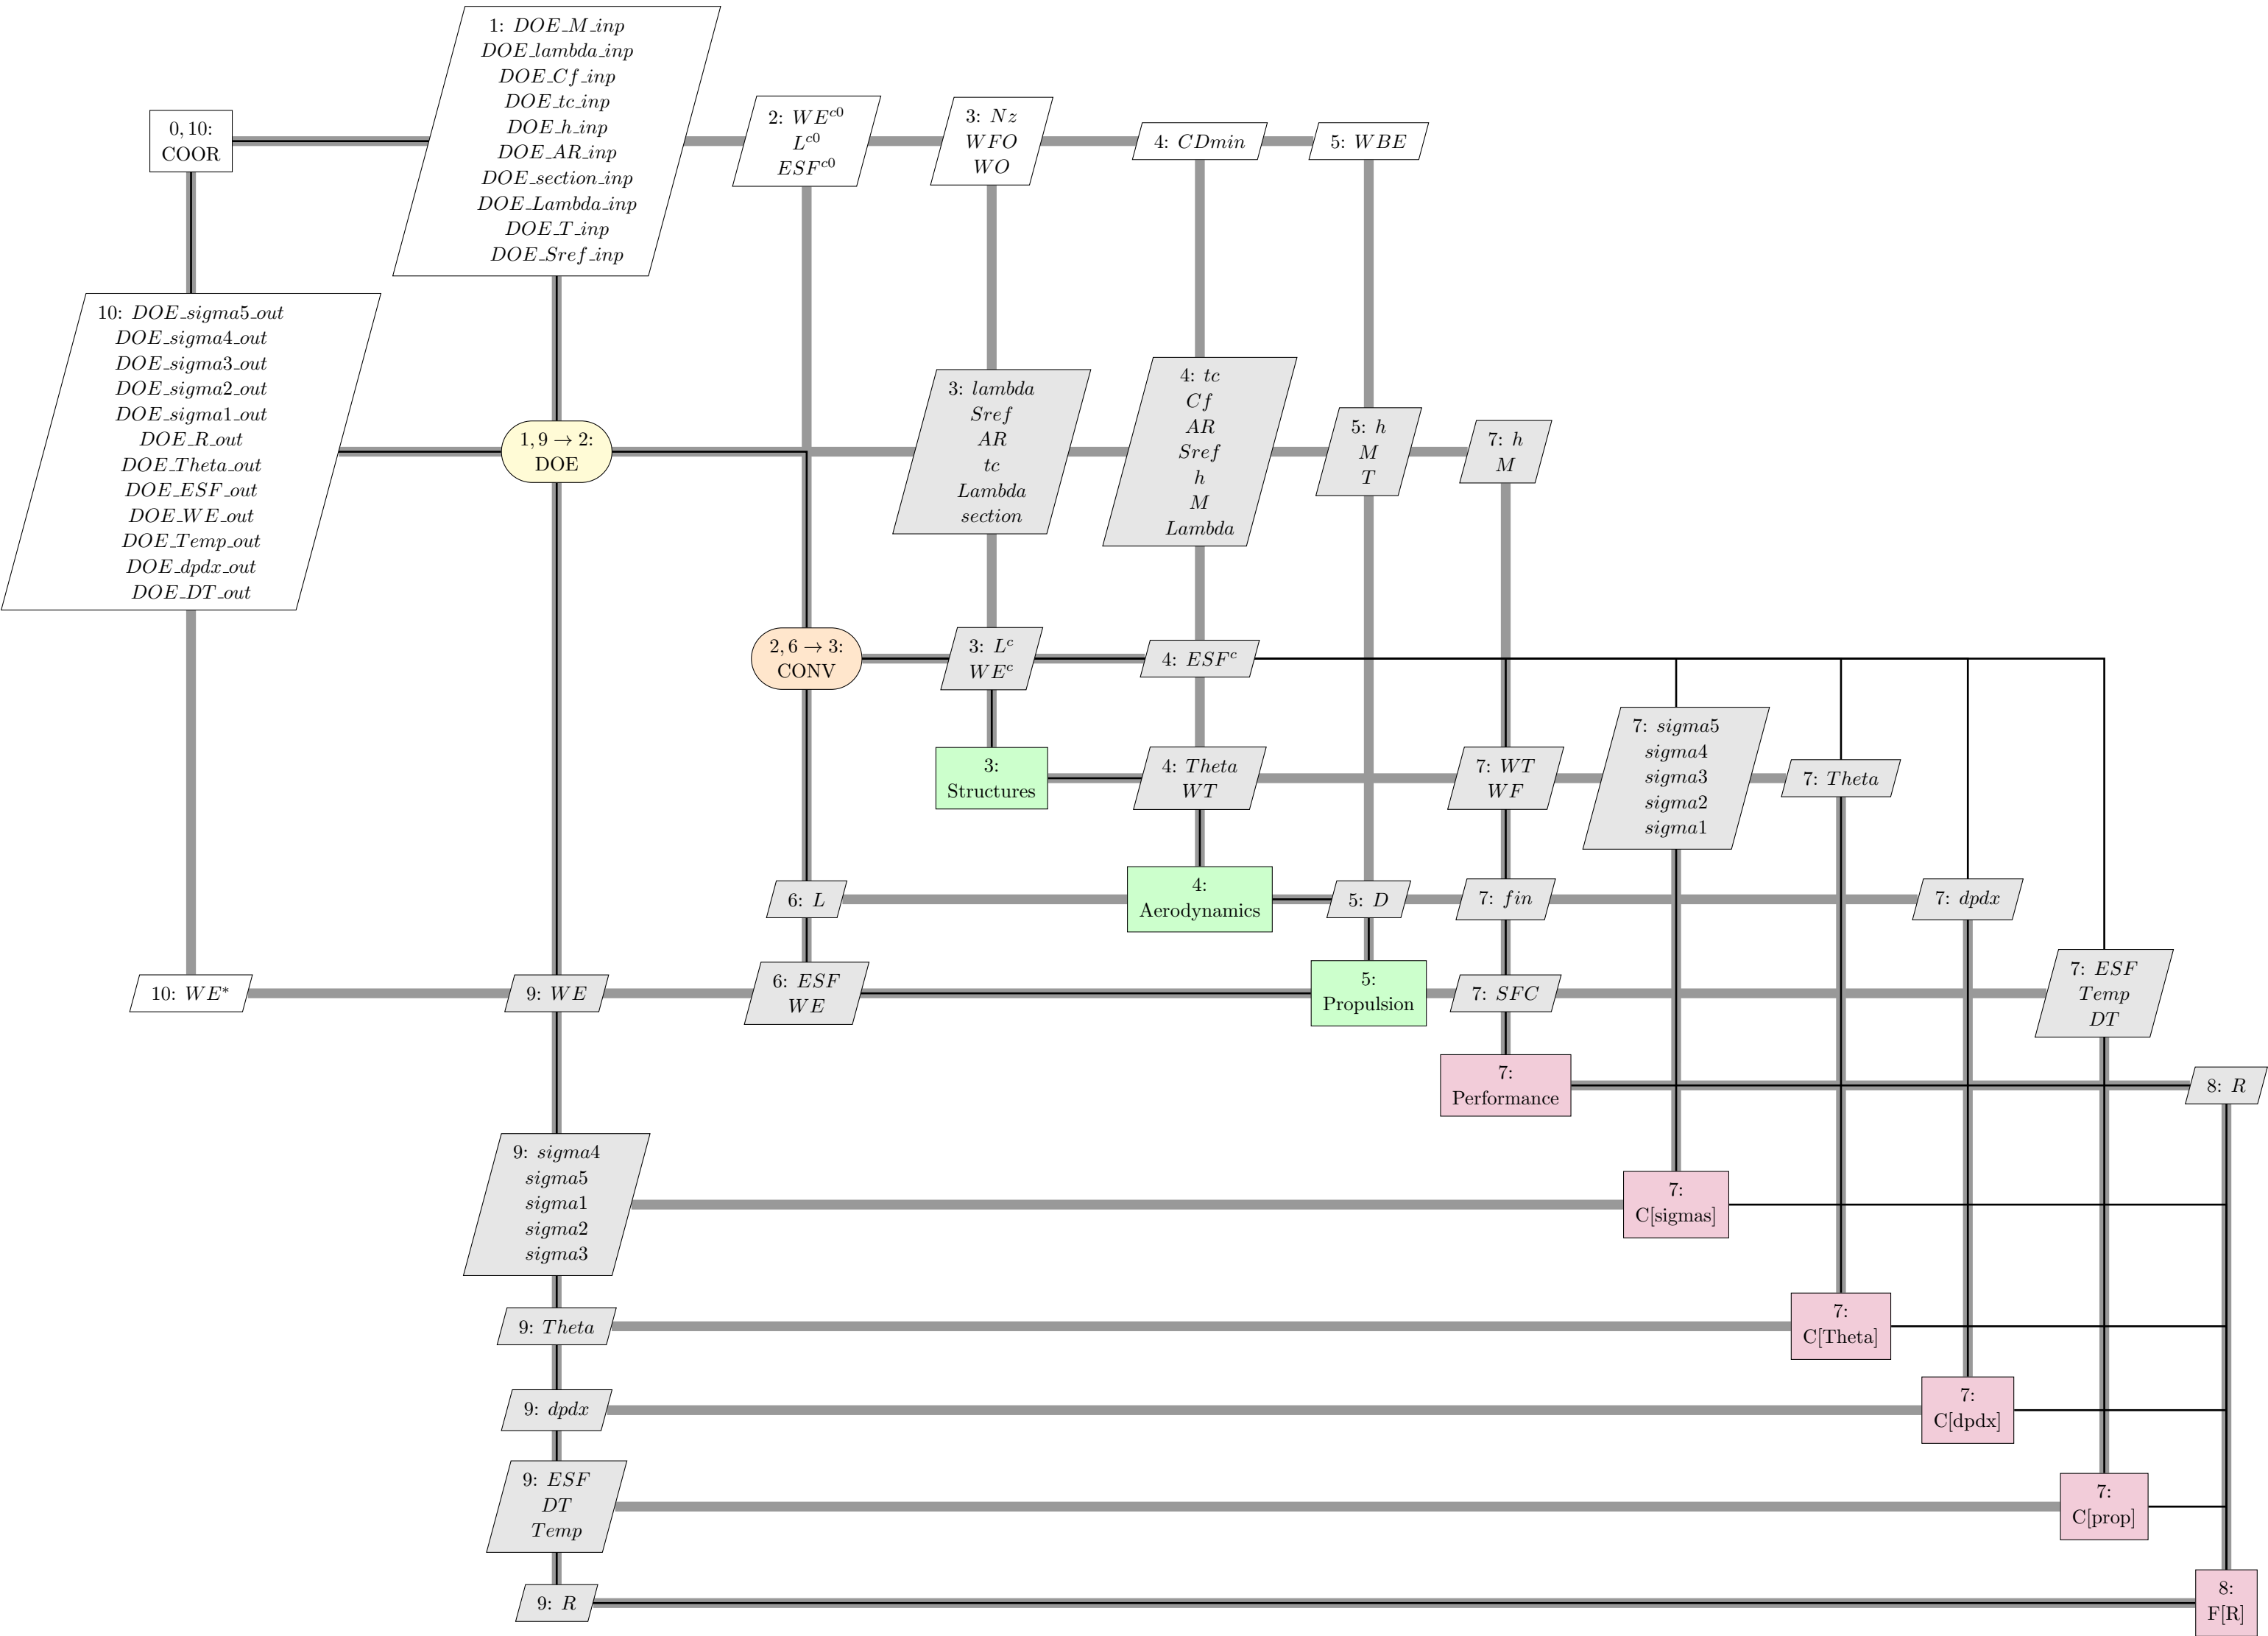 0, 10:
COOR
1: DOE_M_inp
DOE_lambda_inp
DOE_Cf_inp
DOE_tc_inp
DOE_h_inp
DOE_AR_inp
DOE_section_inp
DOE_Lambda_inp
DOE_T_inp
DOE_Sref_inp
2: WE^c0
L^c0
ESF^c0
3: Nz
WFO
WO
4: CDmin
5: WBE
10: DOE_sigma5_out
DOE_sigma4_out
DOE_sigma3_out
DOE_sigma2_out
DOE_sigma1_out
DOE_R_out
DOE_Theta_out
DOE_ESF_out
DOE_WE_out
DOE_Temp_out
DOE_dpdx_out
DOE_DT_out
1, 9 → 2:
DOE
3: lambda
Sref
AR
tc
Lambda
section
4: tc
Cf
AR
Sref
h
M
Lambda
5: h
M
T
7: h
M
2, 6 → 3:
CONV
3: L^c
WE^c
4: ESF^c
3:
Structures
4: Theta
WT
7: WT
WF
7: sigma5
sigma4
sigma3
sigma2
sigma1
7: Theta
6: L
4:
Aerodynamics
5: D
7: fin
7: dpdx
10: WE*
9: WE
6: ESF
WE
5:
Propulsion
7: SFC
7: ESF
Temp
DT
7:
Performance
8: R
9: sigma4
sigma5
sigma1
sigma2
sigma3
7:
C[sigmas]
9: Theta
7:
C[Theta]
9: dpdx
7:
C[dpdx]
9: ESF
DT
Temp
7:
C[prop]
9: R
8:
F[R]